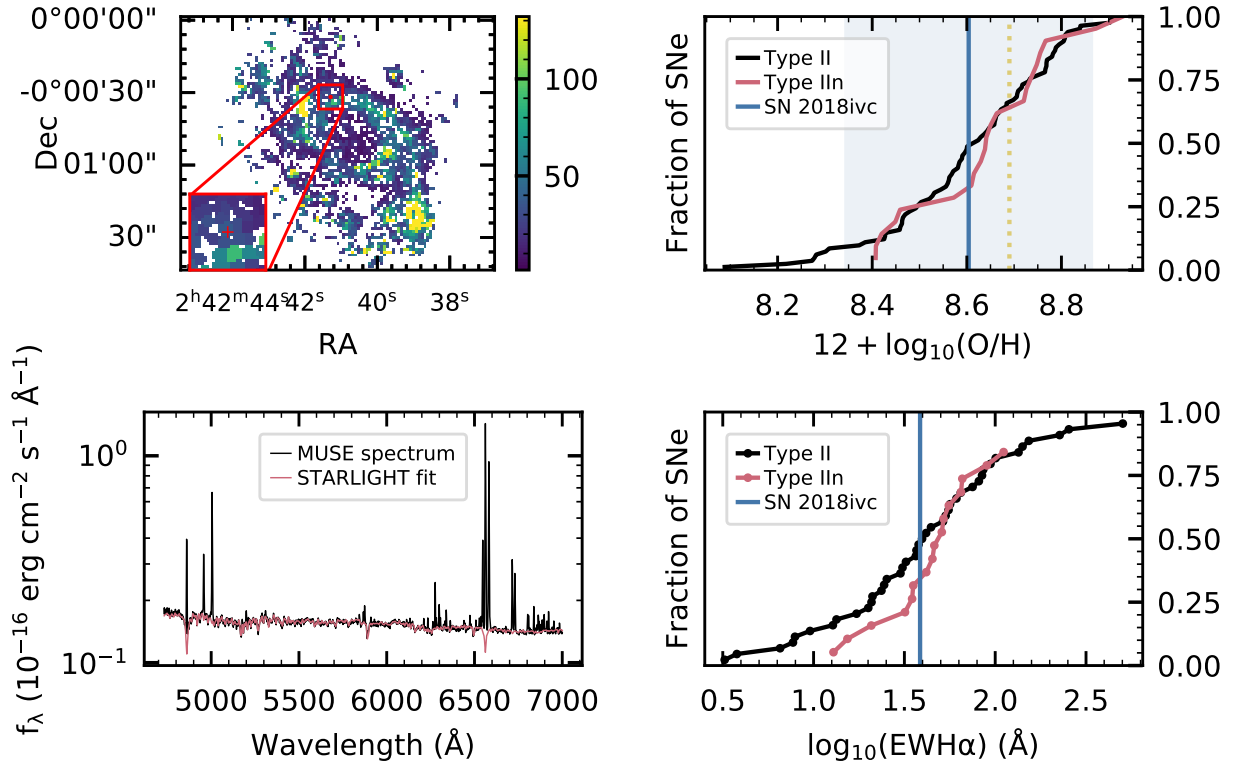 0°00'00"
-0°00'30"
01'00"
30"
Dec
2ʰ42ᵐ44ˢ 42ˢ 40ˢ 38ˢ
RA
100
50
Type II
Type IIn
SN 2018ivc
Fraction of SNe
1.00
0.75
0.50
0.25
0.00
8.2 8.4 8.6 8.8
12 + log₁₀(O/H)
MUSE spectrum
STARLIGHT fit
f_λ (10⁻¹⁶ erg cm⁻² s⁻¹ Å⁻¹)
10⁰
10⁻¹
5000 5500 6000 6500 7000
Wavelength (Å)
Type II
Type IIn
SN 2018ivc
Fraction of SNe
1.00
0.75
0.50
0.25
0.00
0.5 1.0 1.5 2.0 2.5
log₁₀(EWHα) (Å)